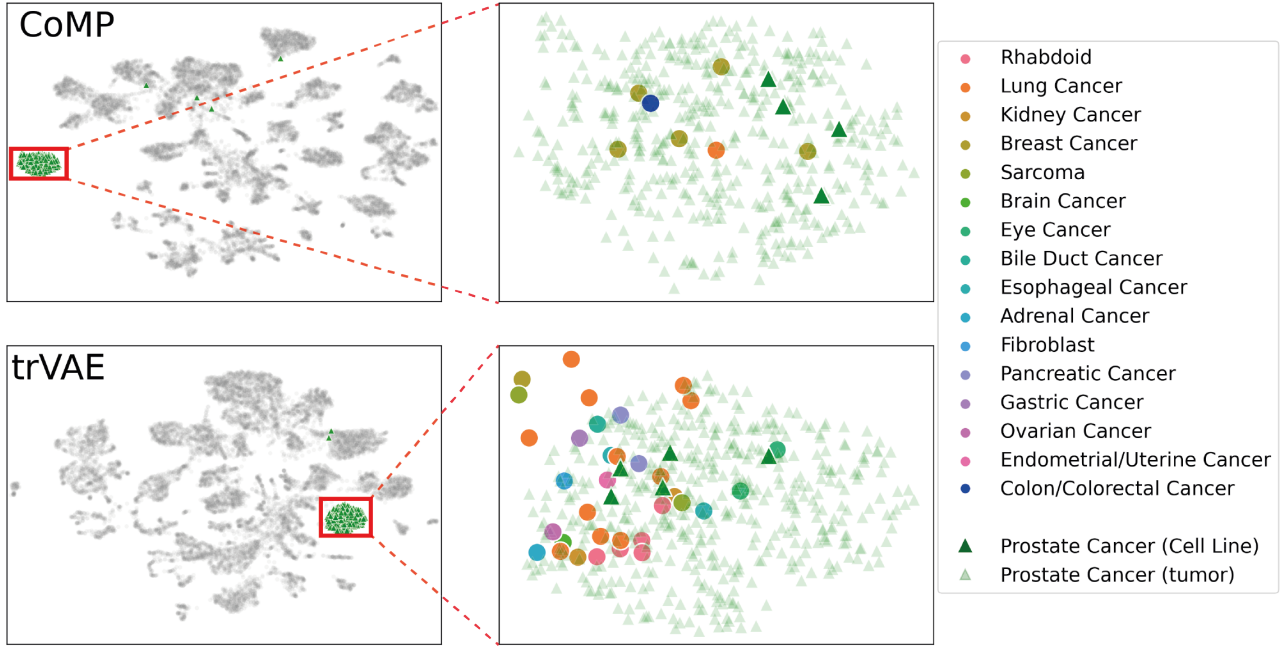 CoMP
trVAE
Rhabdoid
Lung Cancer
Kidney Cancer
Breast Cancer
Sarcoma
Brain Cancer
Eye Cancer
Bile Duct Cancer
Esophageal Cancer
Adrenal Cancer
Fibroblast
Pancreatic Cancer
Gastric Cancer
Ovarian Cancer
Endometrial/Uterine Cancer
Colon/Colorectal Cancer
Prostate Cancer (Cell Line)
Prostate Cancer (tumor)